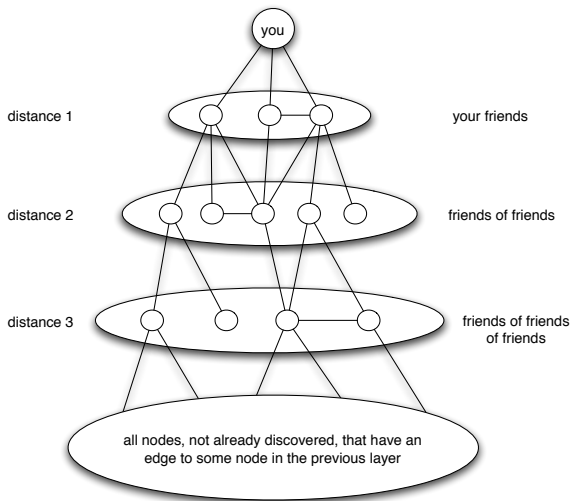 you
distance 1
your friends
distance 2
friends of friends
distance 3
friends of friends
of friends
all nodes, not already discovered, that have an
edge to some node in the previous layer